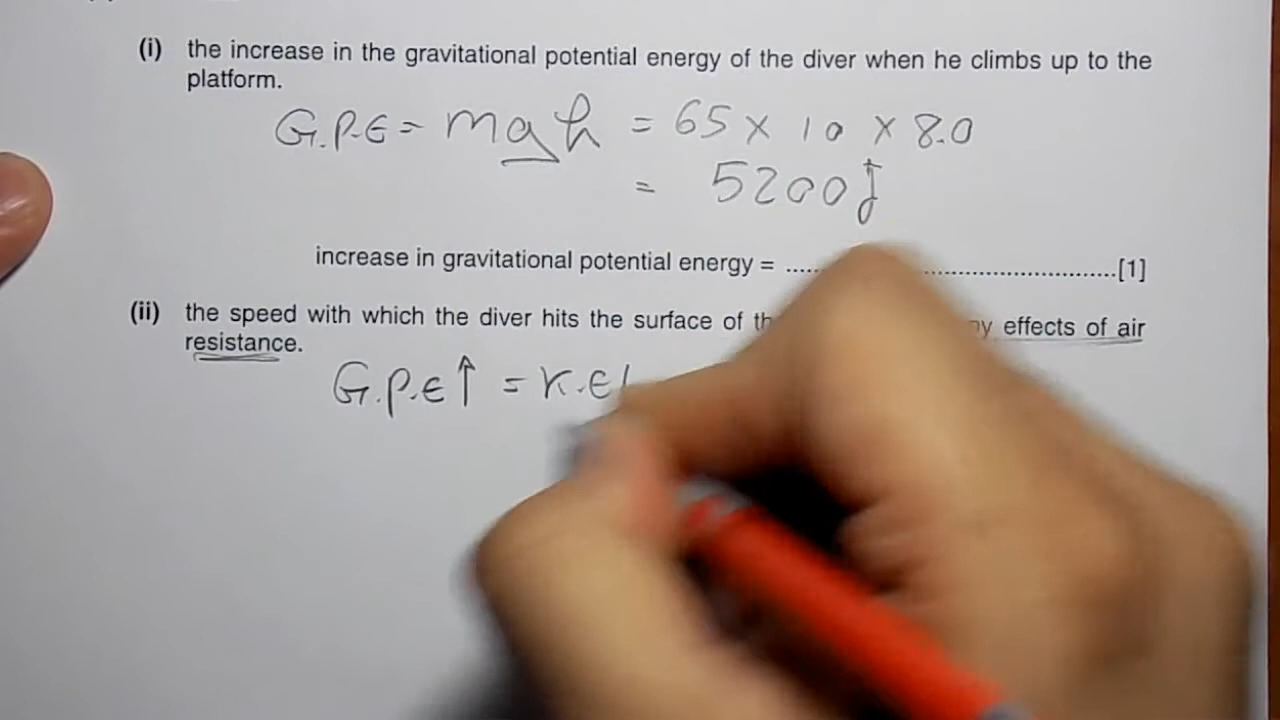 (i) the increase in the gravitational potential energy of the diver when he climbs up to the
platform.
G.P.E = mgh = 65 × 10 × 8.0
= 5200J
increase in gravitational potential energy = ..............................[1]
(ii) the speed with which the diver hits the surface of effects of air
resistance.
G.P.E↑ = K.E